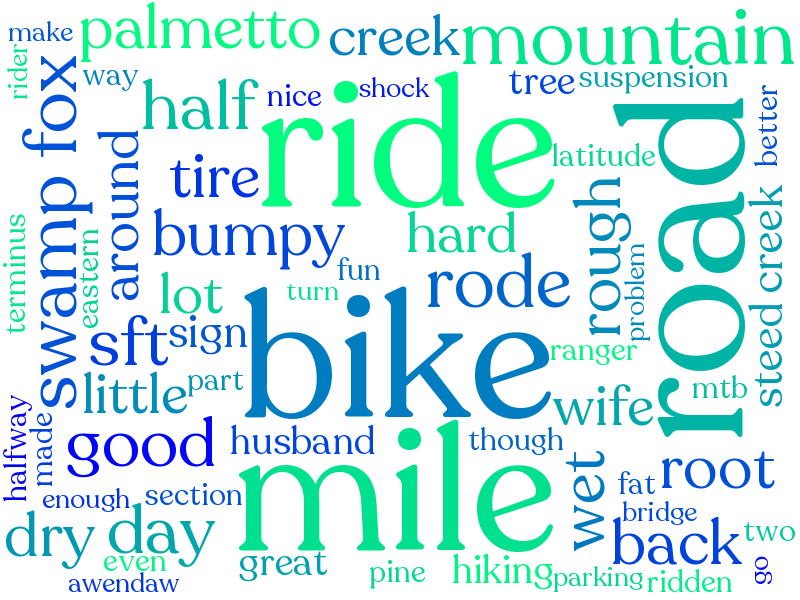 make
palmetto
creek
mountain
rider
way
swamp fox
half
nice
shock
tree
suspension
better
ride
road
around
tire
latitude
bumpy
hard
rough
steed creek
terminus
eastern
fun
rode
problem
lot
turn
sft
sign
bike
ranger
little
part
mtb
wife
halfway
made
good
husband
mile
though
wet
root
fat
enough
section
bridge
dry
day
back
two
even
great
pine
hiking
parking
ridden
go
awendaw